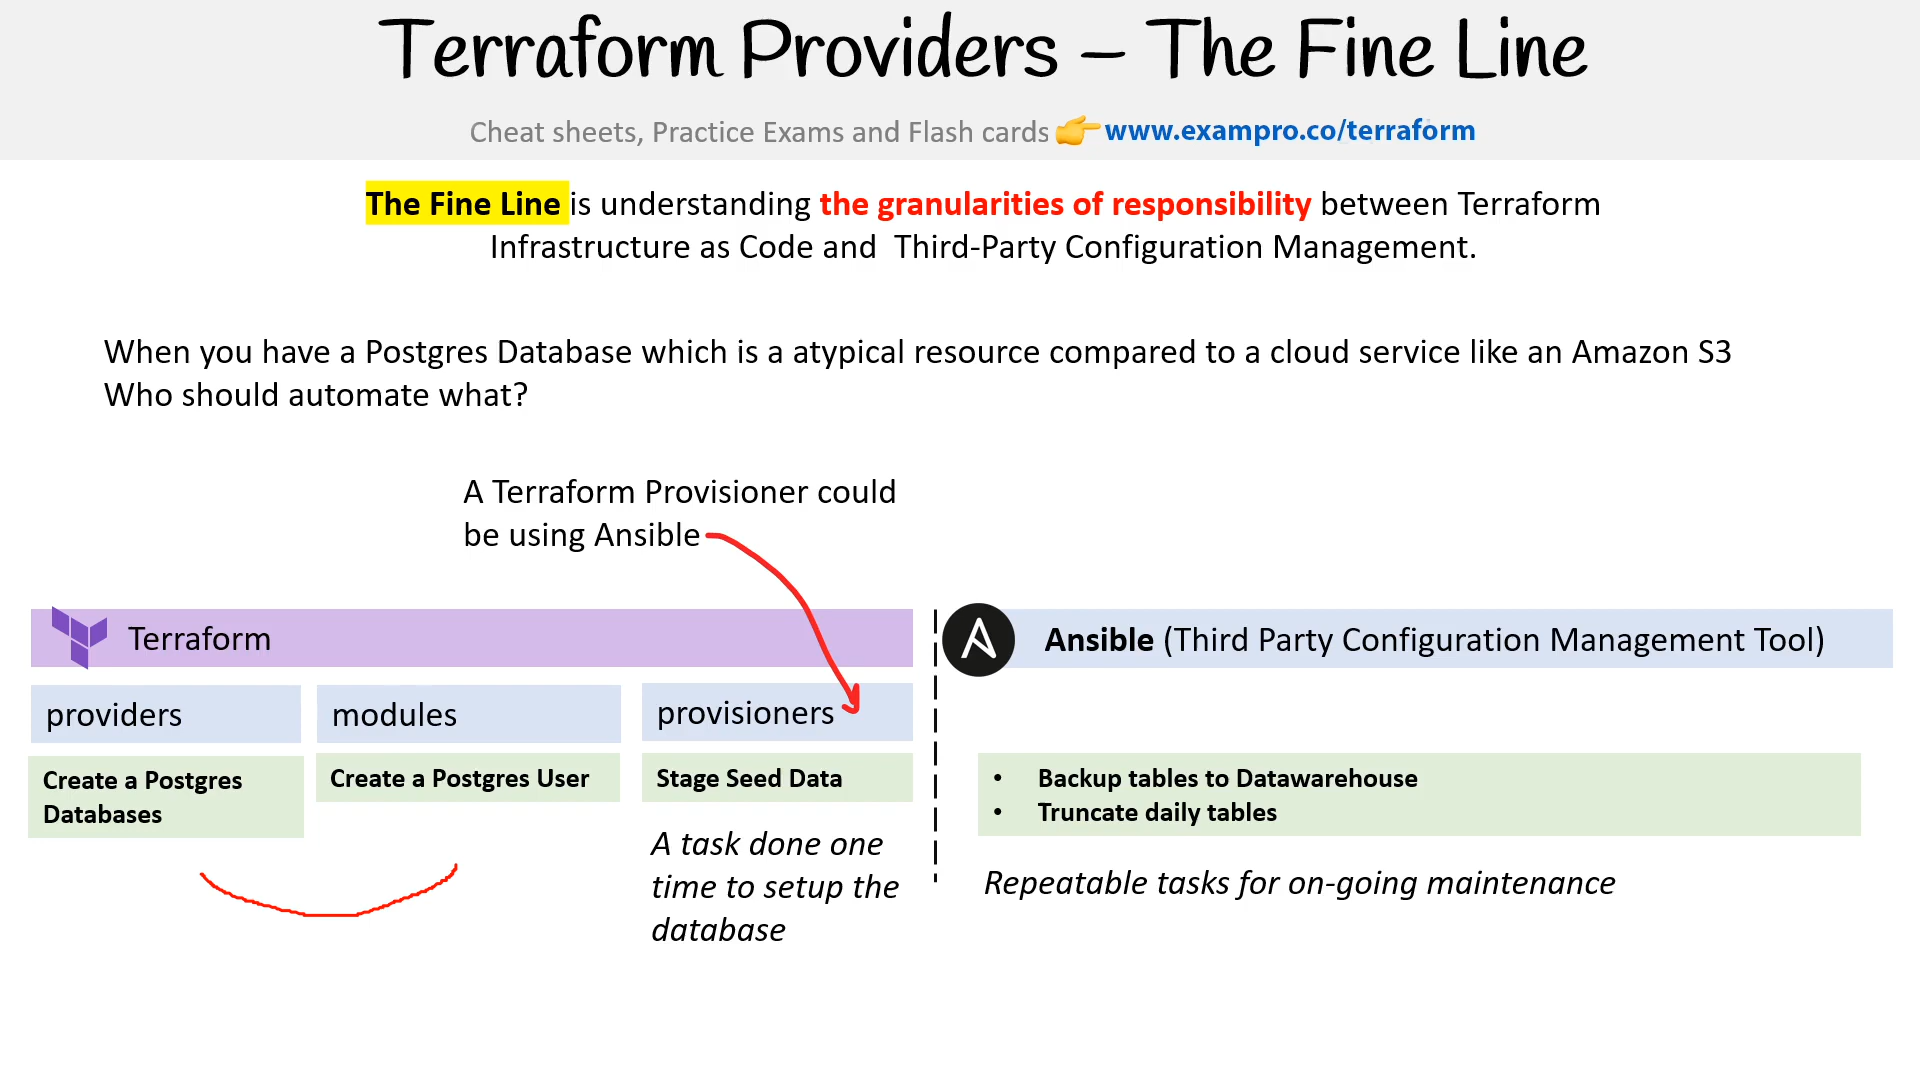 Terraform Providers – The Fine Line
Cheat sheets, Practice Exams and Flash cards 👉 www.exampro.co/terraform
The Fine Line is understanding the granularities of responsibility between Terraform
Infrastructure as Code and Third-Party Configuration Management.
When you have a Postgres Database which is a atypical resource compared to a cloud service like an Amazon S3
Who should automate what?
A Terraform Provisioner could
be using Ansible
Terraform
providers
modules
provisioners
Create a Postgres
Databases
Create a Postgres User
Stage Seed Data
A task done one
time to setup the
database
Ansible (Third Party Configuration Management Tool)
• Backup tables to Datawarehouse
• Truncate daily tables
Repeatable tasks for on-going maintenance